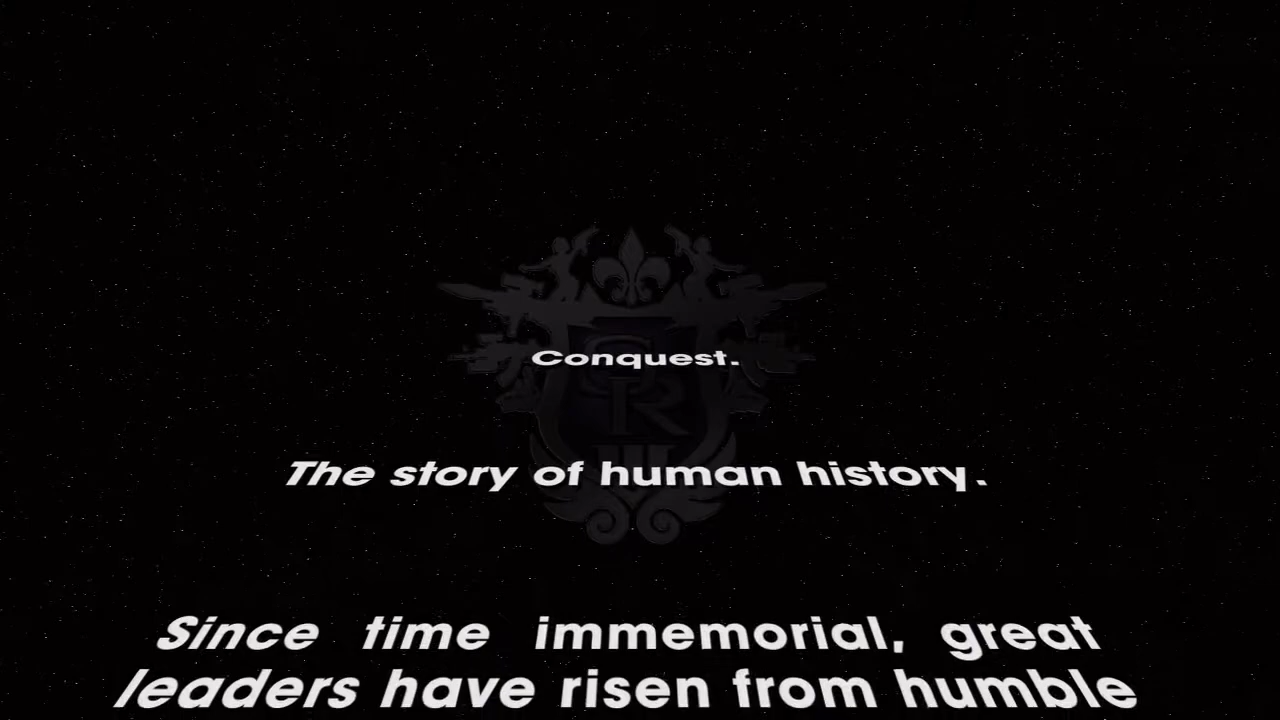 Conquest.
The story of human history.
Since time immemorial, great
leaders have risen from humble